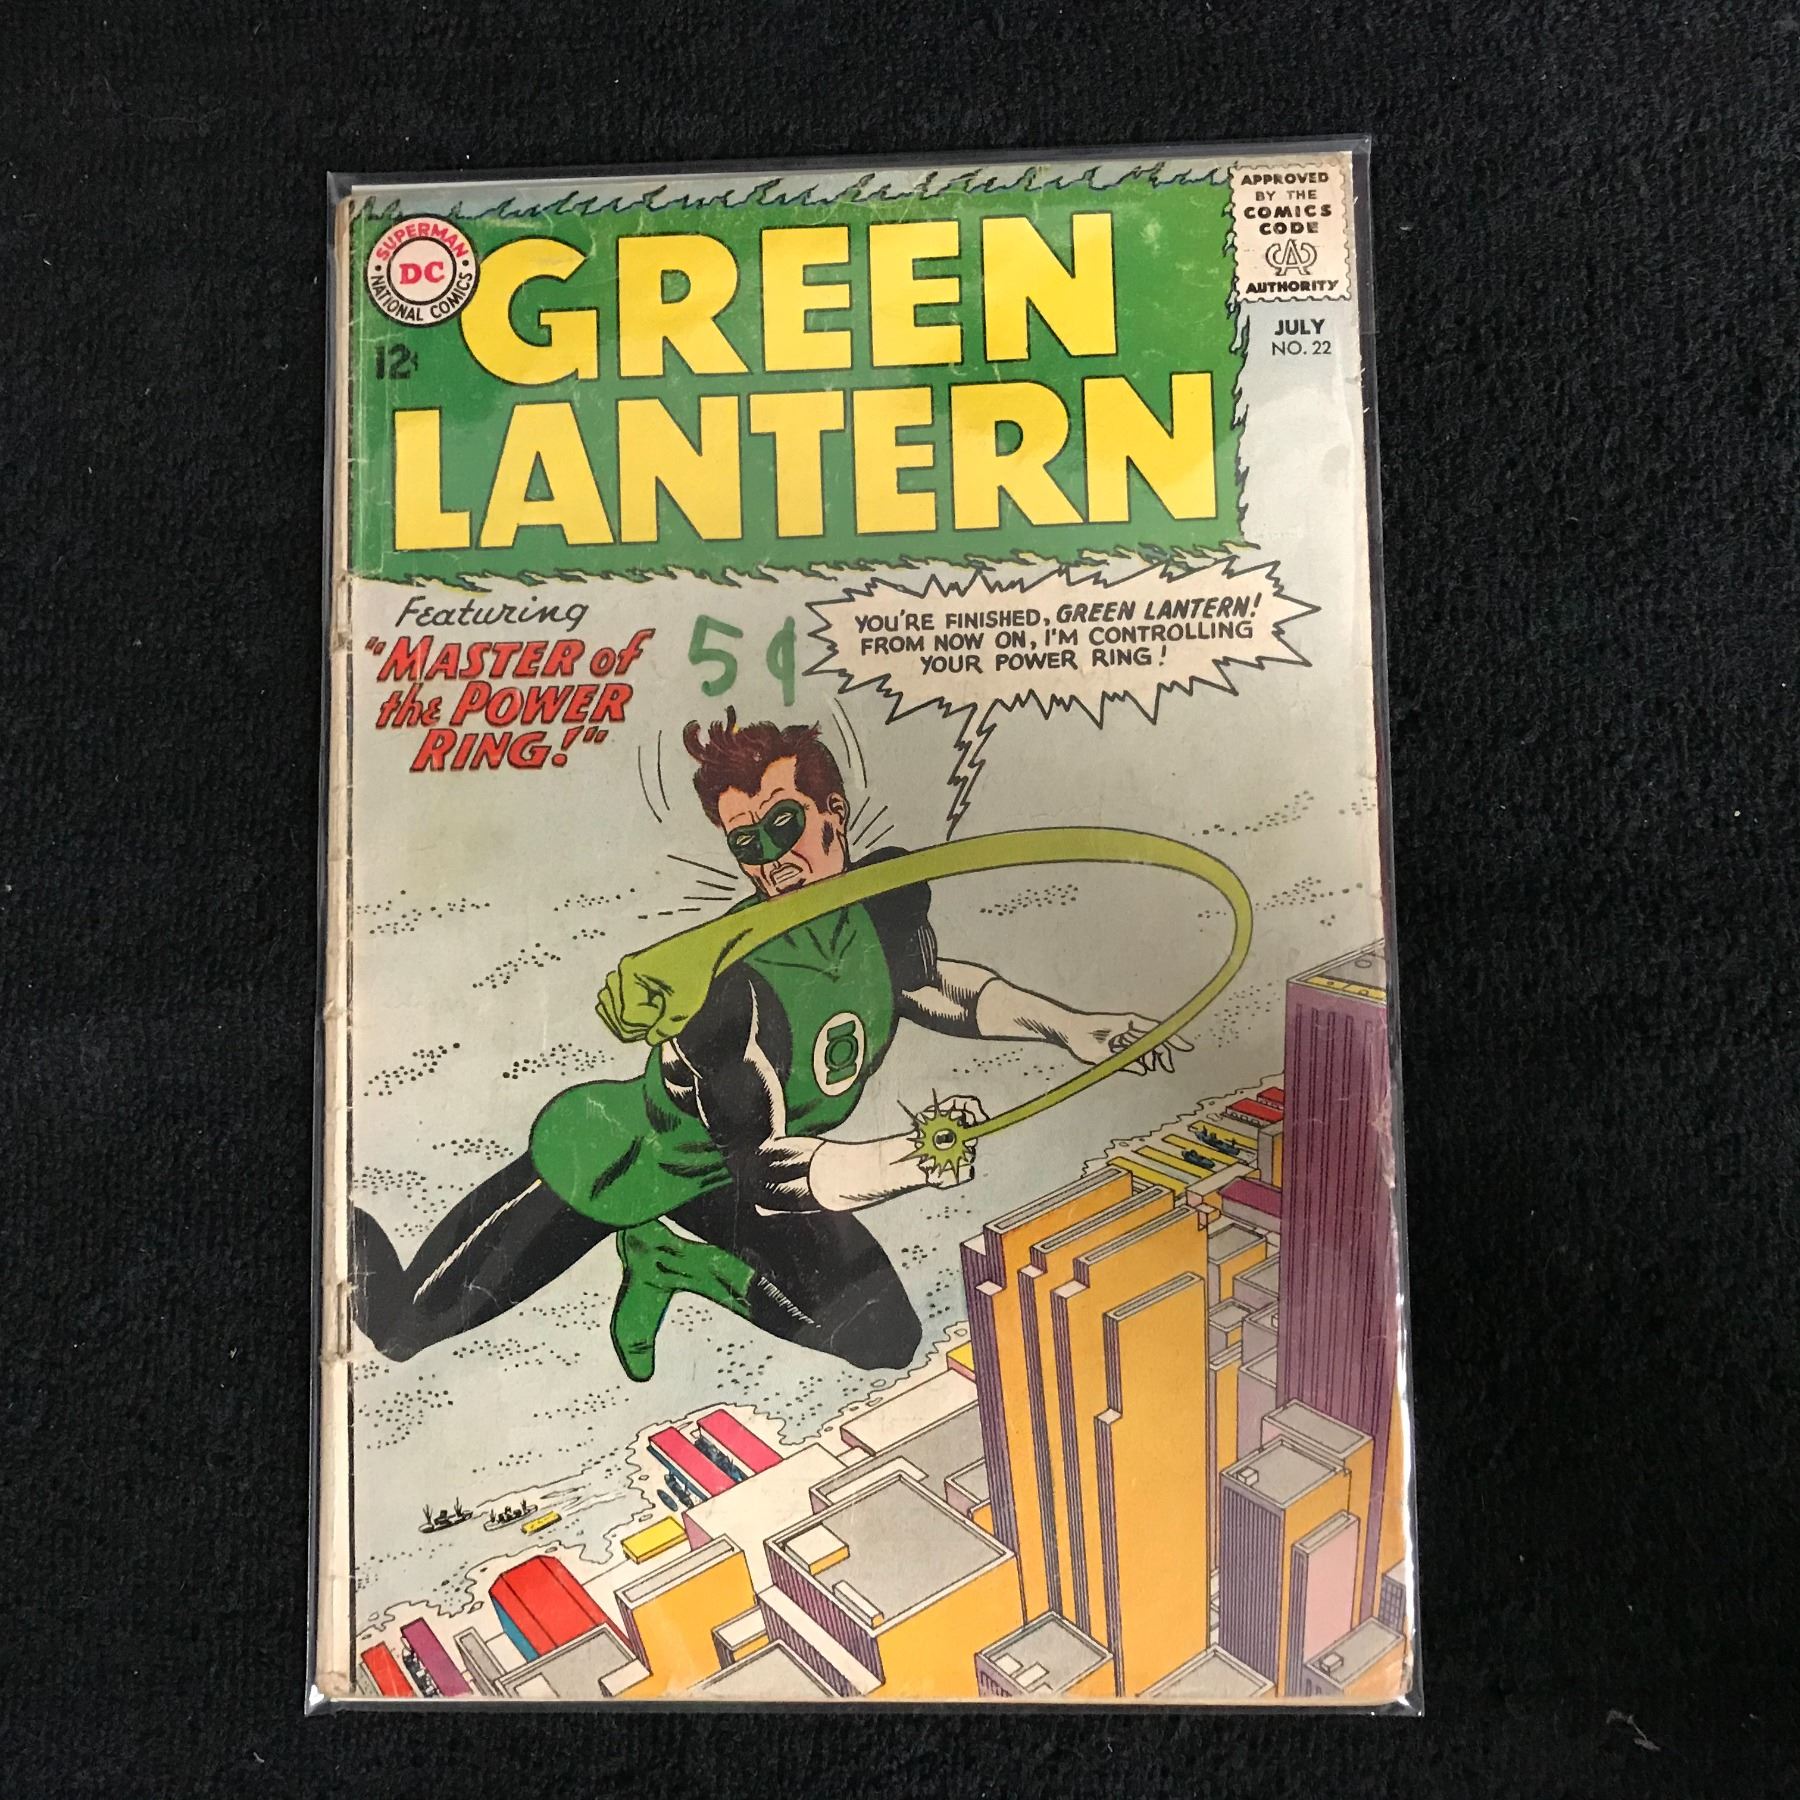 SUPERMAN
DC
NATIONAL COMICS
12¢
GREEN
LANTERN
APPROVED
BY THE
COMICS
CODE
CA
AUTHORITY
JULY
NO. 22
Featuring
"MASTER of
the POWER
RING!"
5¢
YOU'RE FINISHED, GREEN LANTERN!
FROM NOW ON, I'M CONTROLLING
YOUR POWER RING!